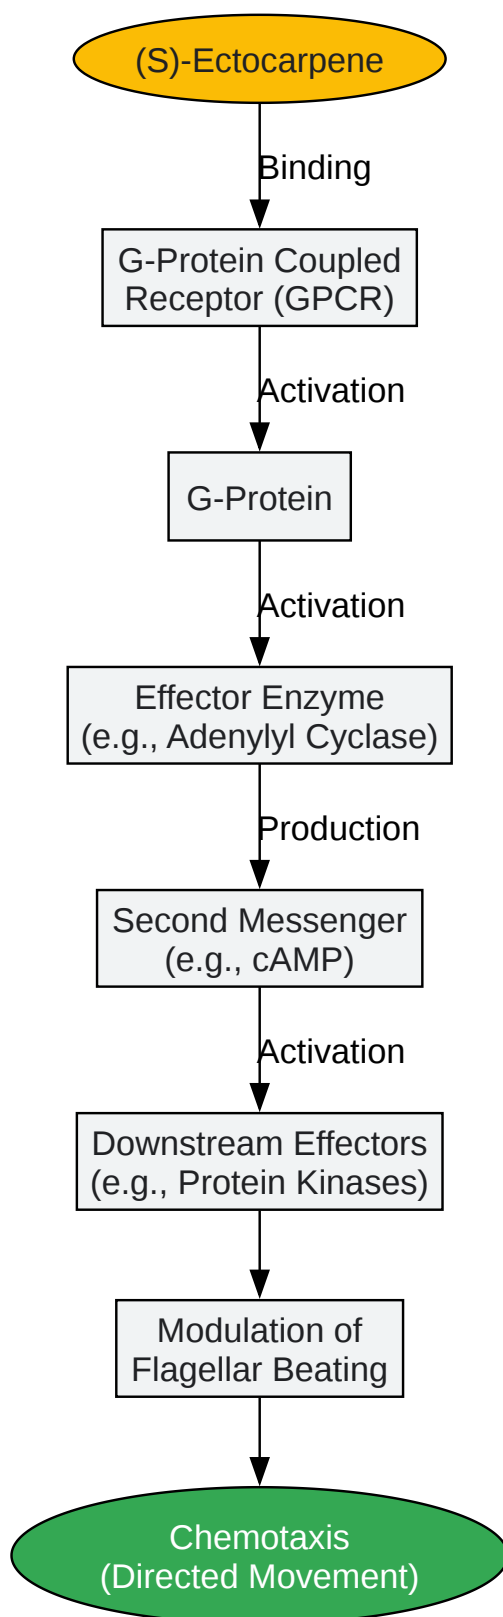 (S)-Ectocarpene
Binding
G-Protein Coupled
Receptor (GPCR)
Activation
G-Protein
Activation
Effector Enzyme
(e.g., Adenylyl Cyclase)
Production
Second Messenger
(e.g., cAMP)
Activation
Downstream Effectors
(e.g., Protein Kinases)
Modulation of
Flagellar Beating
Chemotaxis
(Directed Movement)